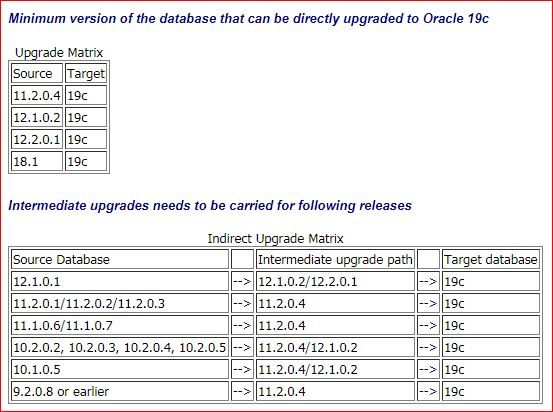 Minimum version of the database that can be directly upgraded to Oracle 19c
Upgrade Matrix
Source Target
11.2.0.4 19c
12.1.0.2 19c
12.2.0.1 19c
18.1 19c
Intermediate upgrades needs to be carried for following releases
Indirect Upgrade Matrix
Source Database Intermediate upgrade path Target database
12.1.0.1 --> 12.1.0.2/12.2.0.1 --> 19c
11.2.0.1/11.2.0.2/11.2.0.3 --> 11.2.0.4 --> 19c
11.1.0.6/11.1.0.7 --> 11.2.0.4 --> 19c
10.2.0.2, 10.2.0.3, 10.2.0.4, 10.2.0.5 --> 11.2.0.4/12.1.0.2 --> 19c
10.1.0.5 --> 11.2.0.4/12.1.0.2 --> 19c
9.2.0.8 or earlier --> 11.2.0.4 --> 19c